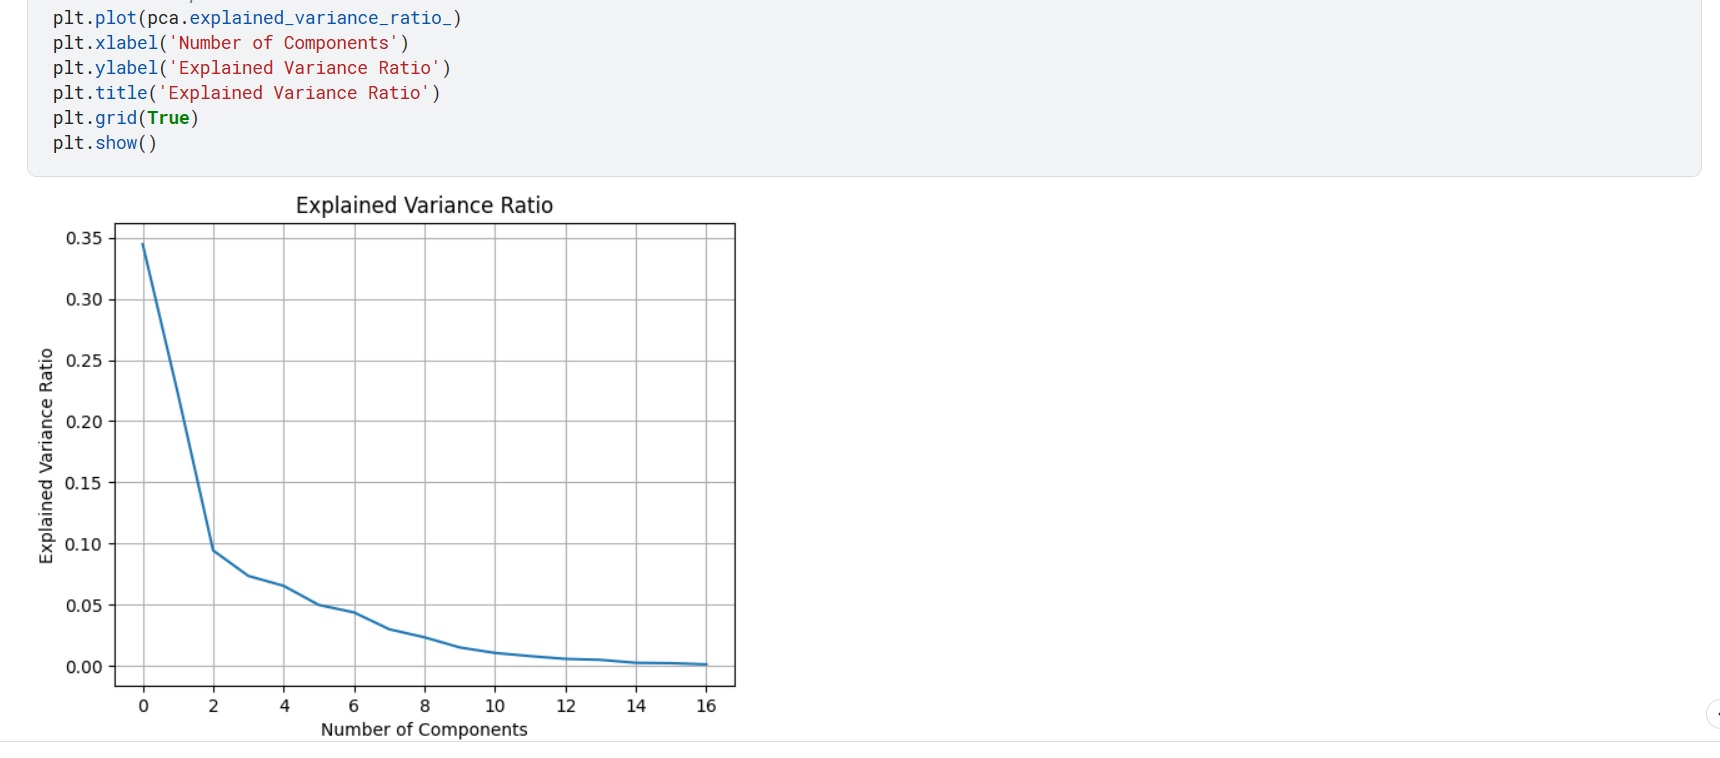 plt.plot(pca.explained_variance_ratio_)
plt.xlabel('Number of Components')
plt.ylabel('Explained Variance Ratio')
plt.title('Explained Variance Ratio')
plt.grid(True)
plt.show()
Explained Variance Ratio
0.35
0.30
0.25
0.20
0.15
0.10
0.05
0.00
Explained Variance Ratio
0 2 4 6 8 10 12 14 16
Number of Components